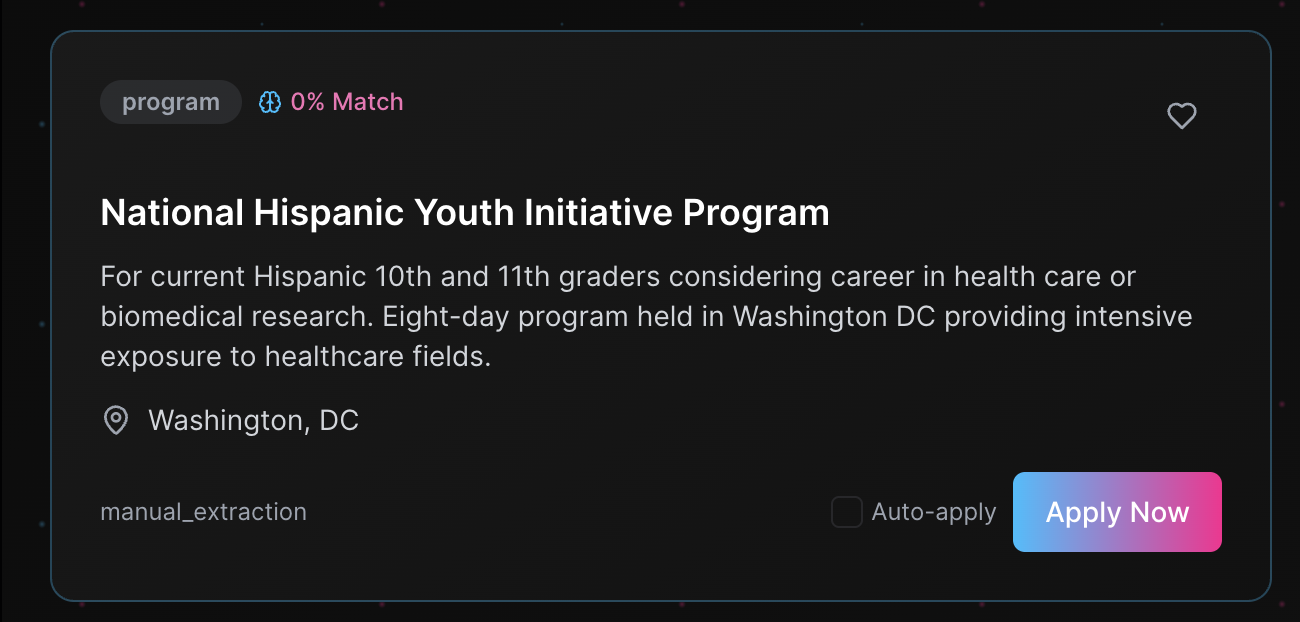 program
0% Match
National Hispanic Youth Initiative Program
For current Hispanic 10th and 11th graders considering career in health care or
biomedical research. Eight-day program held in Washington DC providing intensive
exposure to healthcare fields.
Washington, DC
manual_extraction
Auto-apply
Apply Now